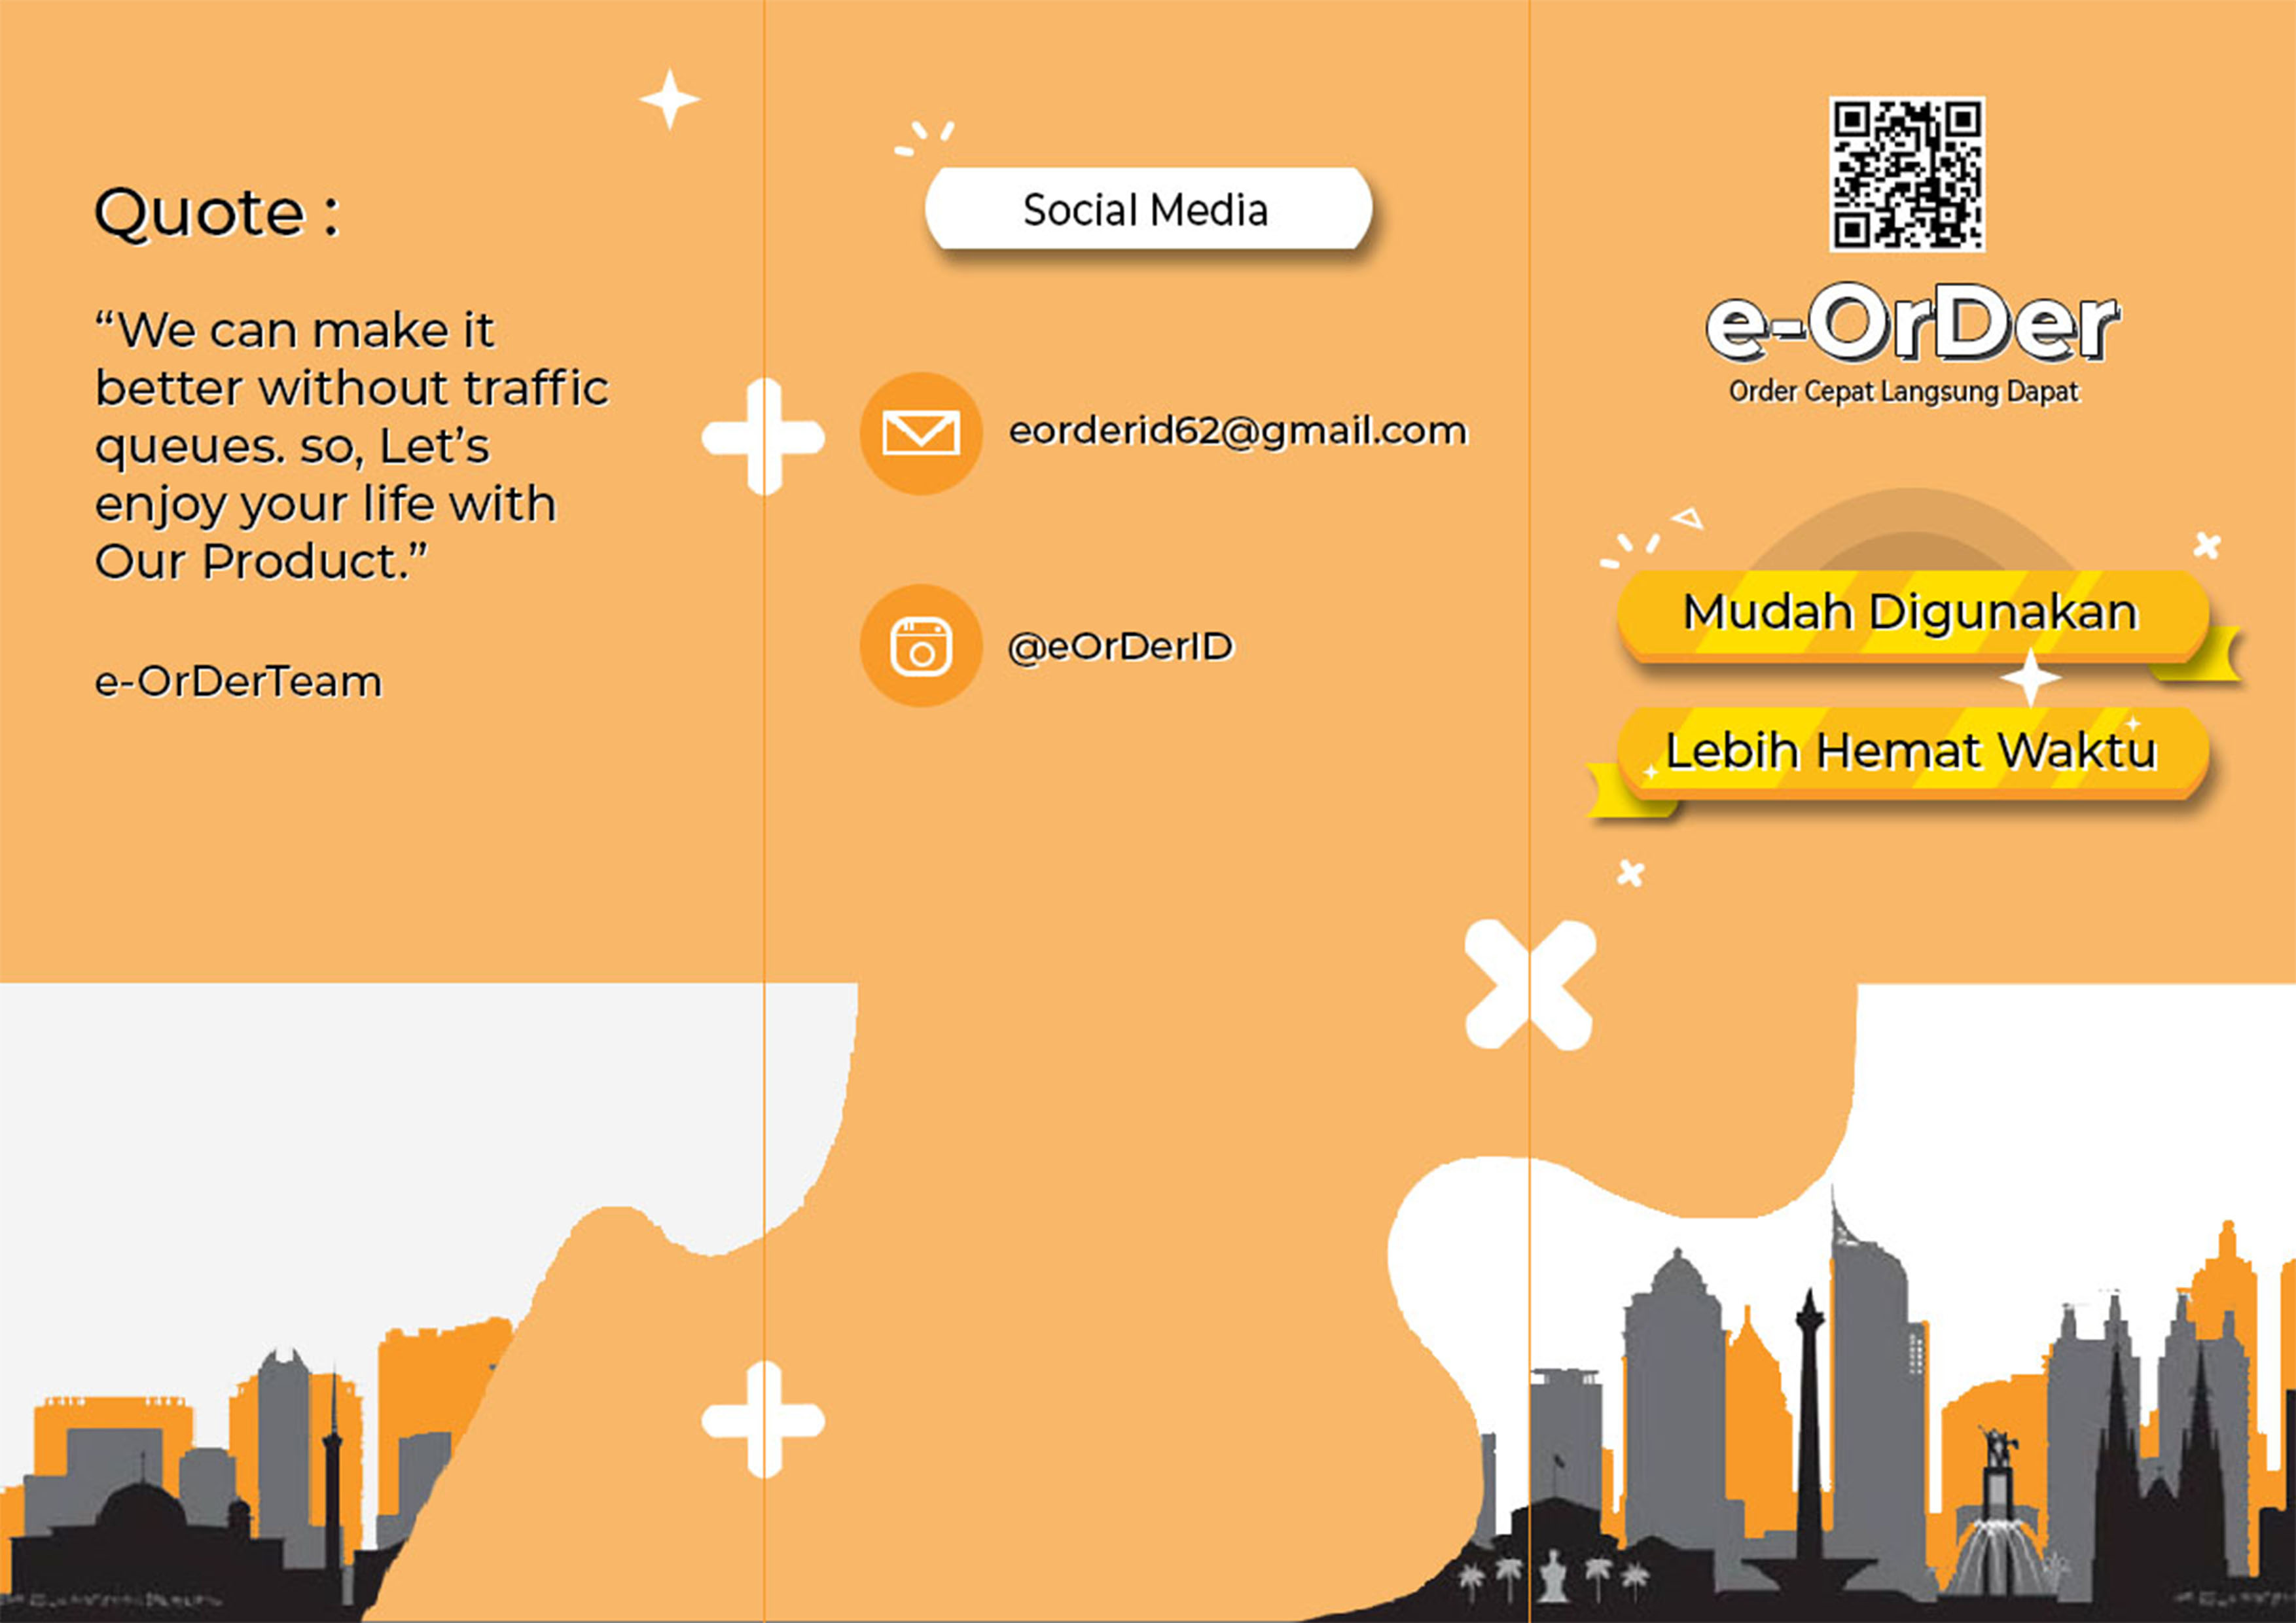 Quote :
“We can make it
better without traffic
queues. so, Let’s
enjoy your life with
Our Product.”
e-OrDerTeam
Social Media
eorderid62@gmail.com
@eOrDerID
e-OrDer
Order Cepat Langsung Dapat
Mudah Digunakan
Lebih Hemat Waktu